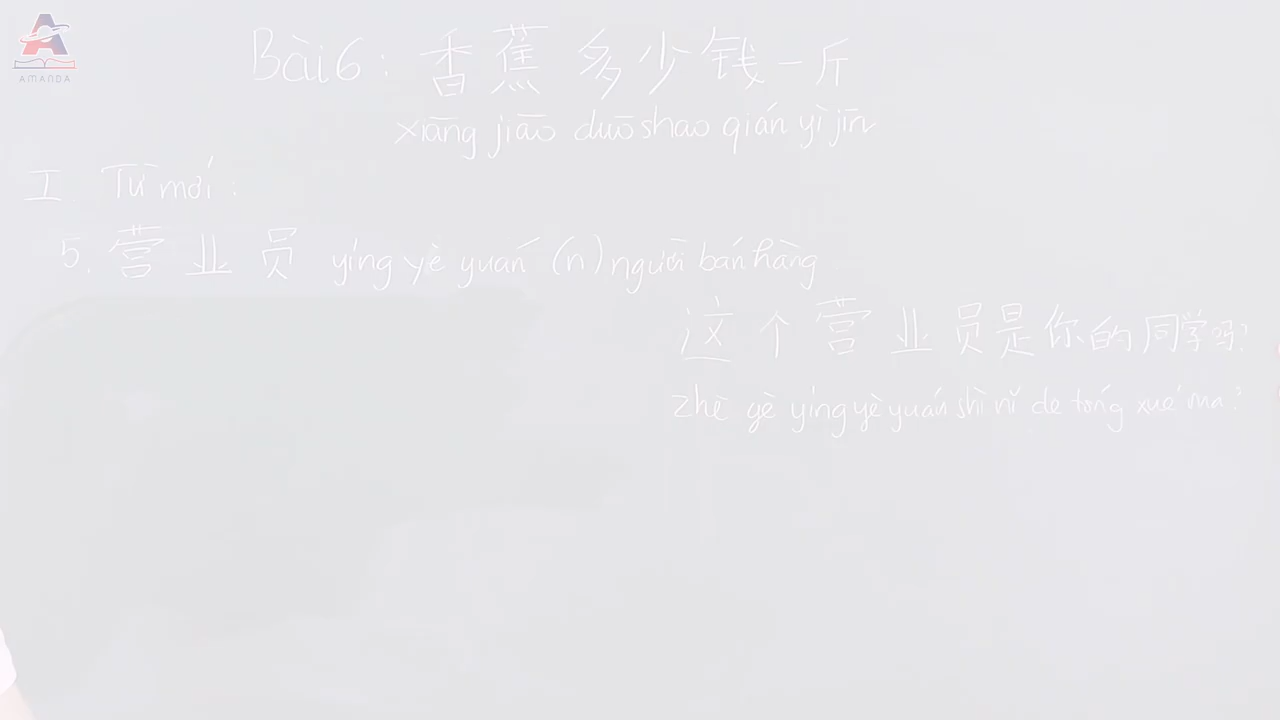 AMANDA
Bài 6: 香蕉多少钱一斤
xiāng jiāo duō shao qián yì jīn
I Từ mới:
5. 营业员 yíng yè yuán (n) người bán hàng
这个营业员是你的同学吗?
zhè gè yíng yè yuán shì nǐ de tóng xué ma?